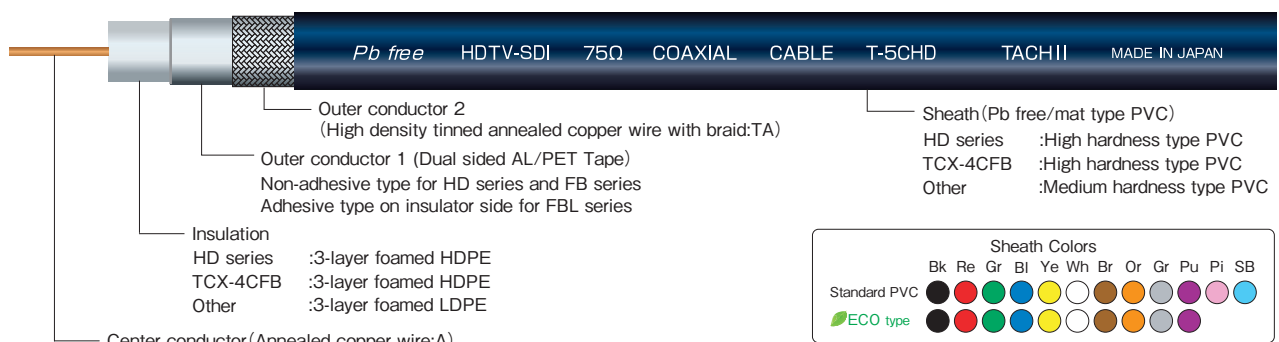 Pb free HDTV-SDI 75Ω COAXIAL CABLE T-5CHD TACHII MADE IN JAPAN
Outer conductor 2
(High density tinned annealed copper wire with braid:TA)
Outer conductor 1 (Dual sided AL/PET Tape)
Non-adhesive type for HD series and FB series
Adhesive type on insulator side for FBL series
Insulation
HD series :3-layer foamed HDPE
TCX-4CFB :3-layer foamed HDPE
Other :3-layer foamed LDPE
Center conductor(Annealed copper wire:A)
Sheath(Pb free/mat type PVC)
HD series :High hardness type PVC
TCX-4CFB :High hardness type PVC
Other :Medium hardness type PVC
Sheath Colors
Bk Re Gr Bl Ye Wh Br Or Gr Pu Pi SB
Standard PVC
ECO type